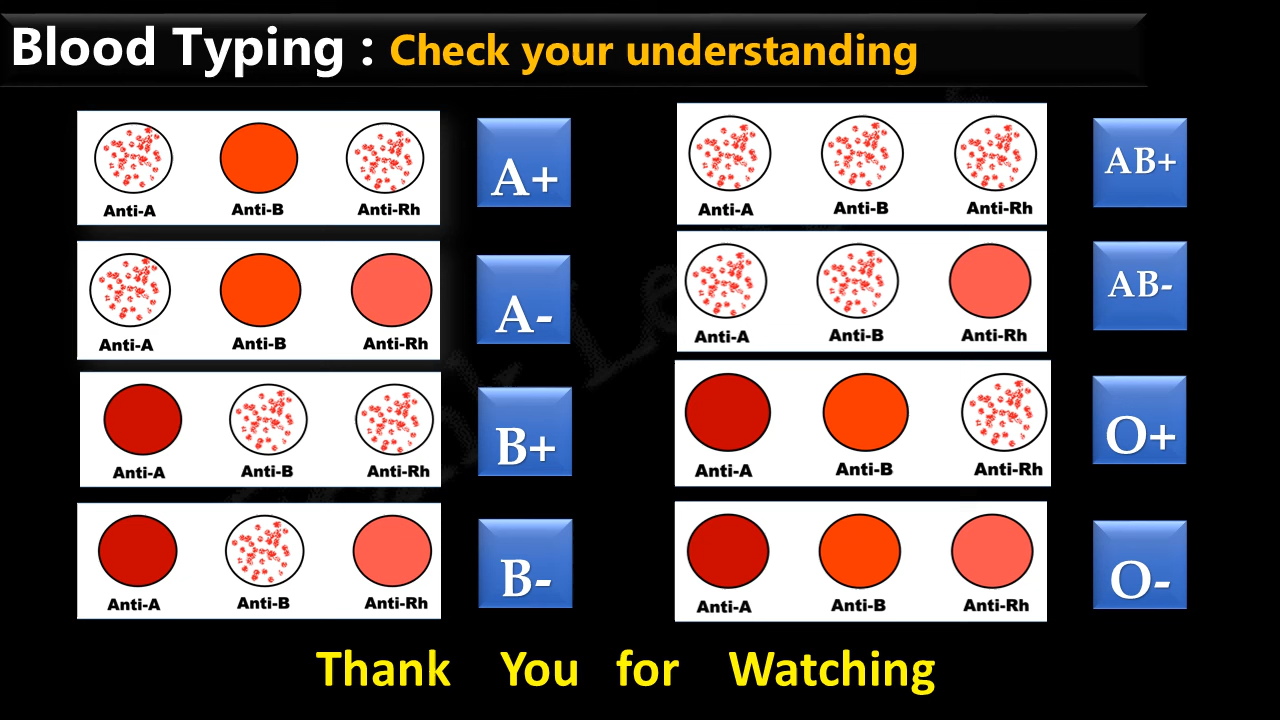 Blood Typing : Check your understanding
Anti-A Anti-B Anti-Rh
A+
Anti-A Anti-B Anti-Rh
A-
Anti-A Anti-B Anti-Rh
B+
Anti-A Anti-B Anti-Rh
B-
Anti-A Anti-B Anti-Rh
AB+
Anti-A Anti-B Anti-Rh
AB-
Anti-A Anti-B Anti-Rh
O+
Anti-A Anti-B Anti-Rh
O-
Thank You for Watching